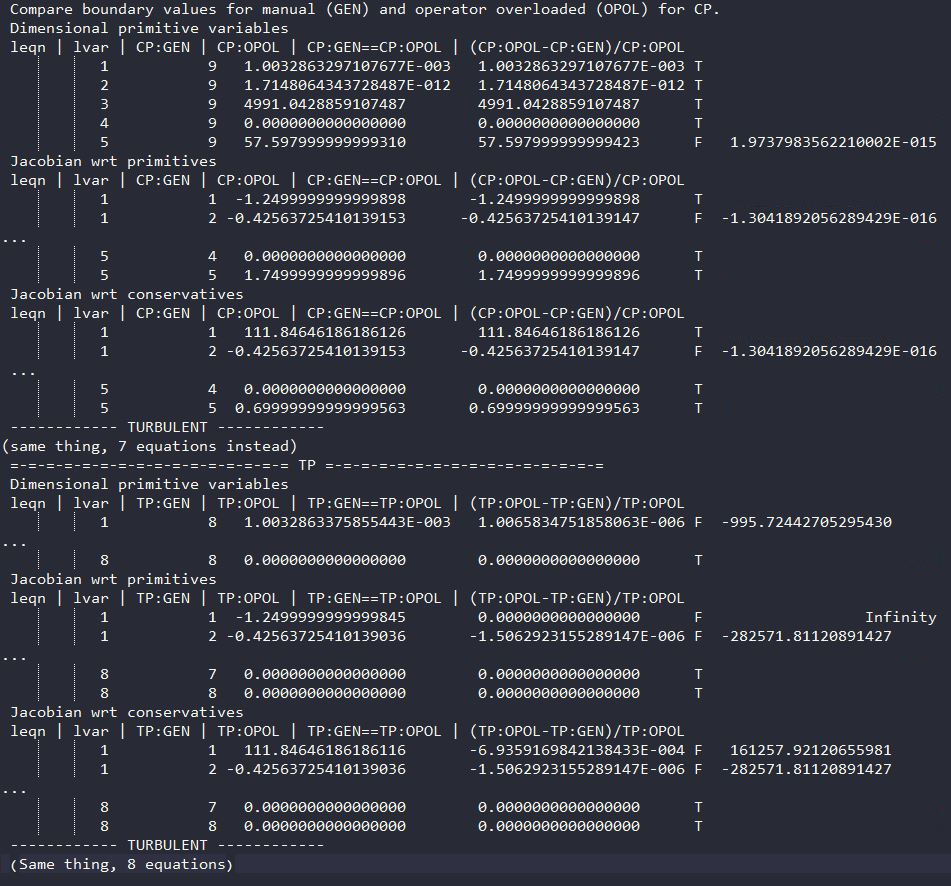 Compare boundary values for manual (GEN) and operator overloaded (OPOL) for CP.
Dimensional primitive variables
leqn | lvar | CP:GEN | CP:OPOL | CP:GEN==CP:OPOL | (CP:OPOL-CP:GEN)/CP:OPOL
1 9 1.0032863297107677E-003 1.0032863297107677E-003 T
2 9 1.7148064343728487E-012 1.7148064343728487E-012 T
3 9 4991.0428859107487 4991.0428859107487 T
4 9 0.0000000000000000 0.0000000000000000 T
5 9 57.597999999999310 57.597999999999423 F 1.9737983562210002E-015
Jacobian wrt primitives
leqn | lvar | CP:GEN | CP:OPOL | CP:GEN==CP:OPOL | (CP:OPOL-CP:GEN)/CP:OPOL
1 1 -1.2499999999999898 -1.2499999999999898 T
1 2 -0.42563725410139153 -0.42563725410139147 F -1.3041892056289429E-016
...
5 4 0.0000000000000000 0.0000000000000000 T
5 5 1.7499999999999896 1.7499999999999896 T
Jacobian wrt conservatives
leqn | lvar | CP:GEN | CP:OPOL | CP:GEN==CP:OPOL | (CP:OPOL-CP:GEN)/CP:OPOL
1 1 111.84646186186126 111.84646186186126 T
1 2 -0.42563725410139153 -0.42563725410139147 F -1.3041892056289429E-016
...
5 4 0.0000000000000000 0.0000000000000000 T
5 5 0.69999999999999563 0.69999999999999563 T
------------ TURBULENT ------------
(same thing, 7 equations instead)
=-=-=-=-=-=-=-=-=-=-=-=-=-=-=-= TP =-=-=-=-=-=-=-=-=-=-=-=-=-=-=-=
Dimensional primitive variables
leqn | lvar | TP:GEN | TP:OPOL | TP:GEN==TP:OPOL | (TP:OPOL-TP:GEN)/TP:OPOL
1 8 1.0032863375855443E-003 1.0065834751858063E-006 F -995.72442705295430
...
8 8 0.0000000000000000 0.0000000000000000 T
Jacobian wrt primitives
leqn | lvar | TP:GEN | TP:OPOL | TP:GEN==TP:OPOL | (TP:OPOL-TP:GEN)/TP:OPOL
1 1 -1.2499999999999845 0.0000000000000000 F Infinity
1 2 -0.42563725410139036 -1.5062923155289147E-006 F -282571.81120891427
...
8 7 0.0000000000000000 0.0000000000000000 T
8 8 0.0000000000000000 0.0000000000000000 T
Jacobian wrt conservatives
leqn | lvar | TP:GEN | TP:OPOL | TP:GEN==TP:OPOL | (TP:OPOL-TP:GEN)/TP:OPOL
1 1 111.84646186186116 -6.9359169842138433E-004 F 161257.92120655981
1 2 -0.42563725410139036 -1.5062923155289147E-006 F -282571.81120891427
...
8 7 0.0000000000000000 0.0000000000000000 T
8 8 0.0000000000000000 0.0000000000000000 T
------------ TURBULENT ------------
(Same thing, 8 equations)